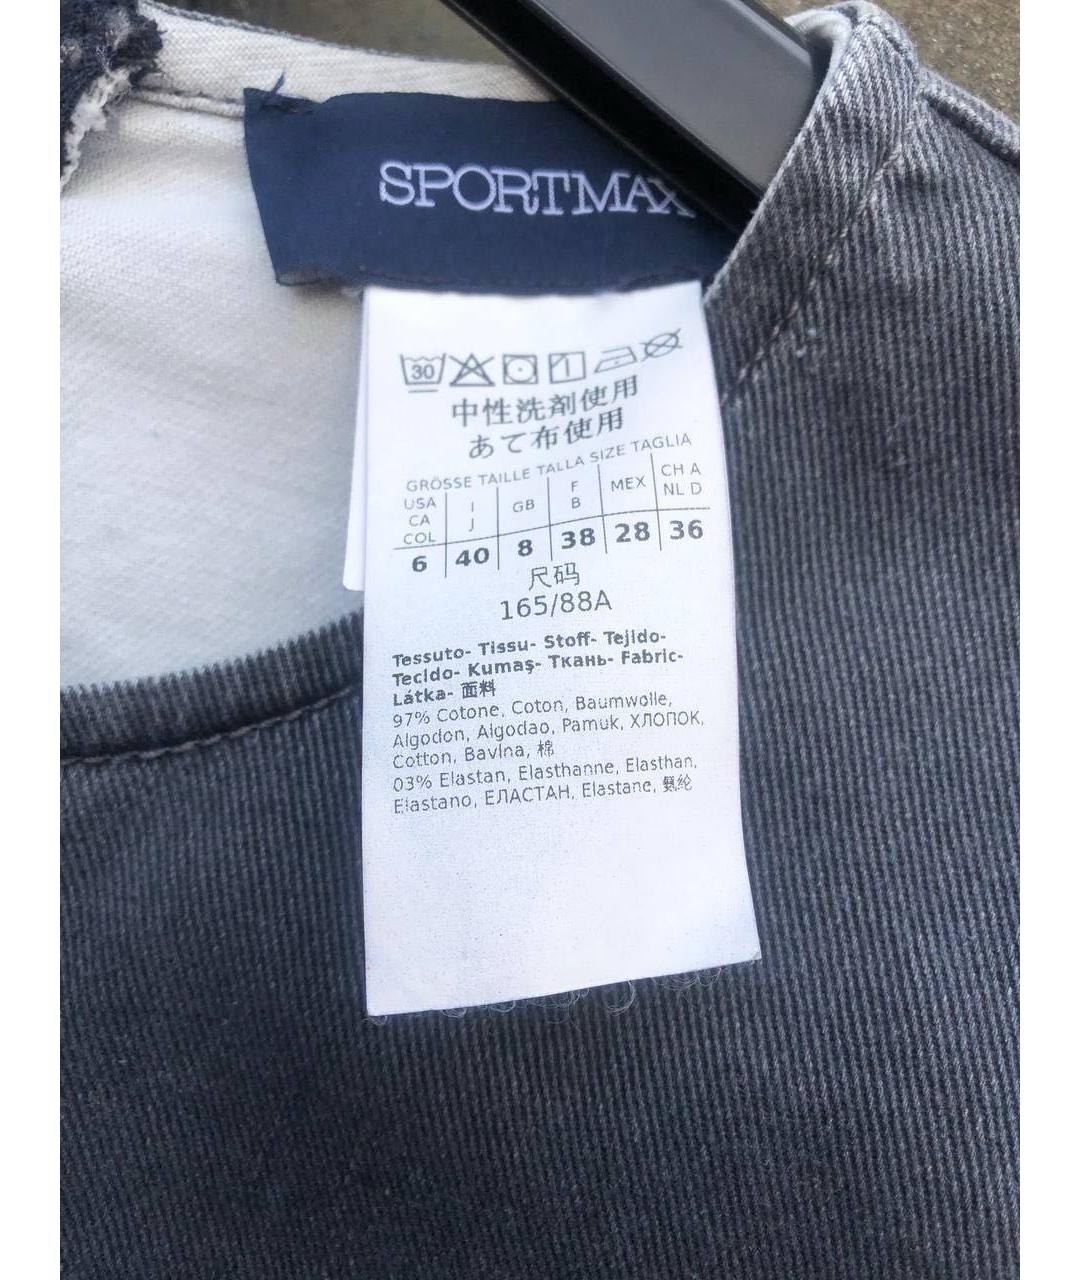 SPORTMAX
30
中性洗剤使用
あて布使用
GRÖSSE TAILLE TALLA SIZE TAGLIA
USA CA COL I J GB F B MEX CH A NL D
6 40 8 38 28 36
尺码
165/88A
Tessuto- Tissu- Stoff- Tejido-
Tecido- Kumaş- Ткань- Fabric-
Látka- 面料
97% Cotone, Coton, Baumwolle,
Algodon, Algodao, Pamuk, ХЛОПОК,
Cotton, Bavlna, 棉
03% Elastan, Elasthanne, Elasthan,
Elastano, ЕЛАСТАН, Elastane, 氨纶